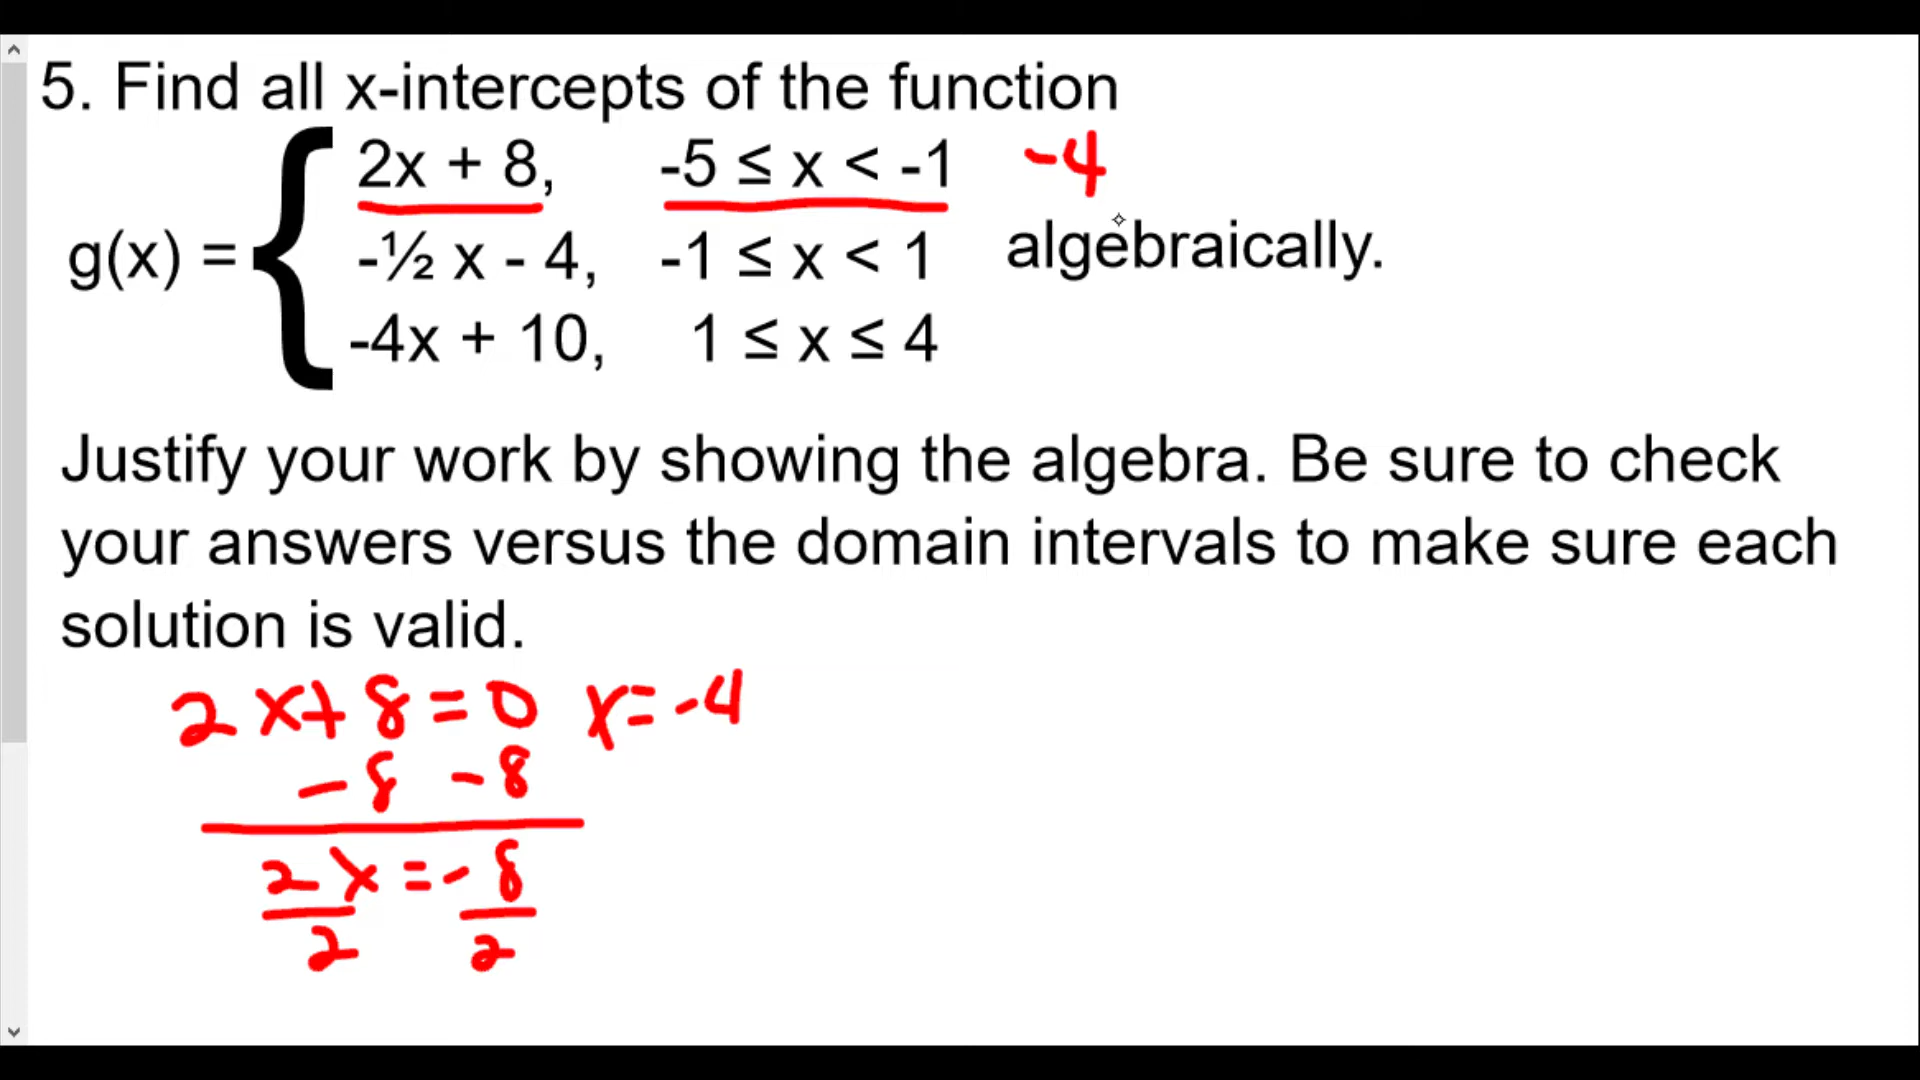 5. Find all x-intercepts of the function
2x + 8, -5 ≤ x < -1 -4
g(x) = { -½ x - 4, -1 ≤ x < 1 algebraically.
-4x + 10, 1 ≤ x ≤ 4
Justify your work by showing the algebra. Be sure to check
your answers versus the domain intervals to make sure each
solution is valid.
2x+8=0 x=-4
-8 -8
2x=-8
2 2